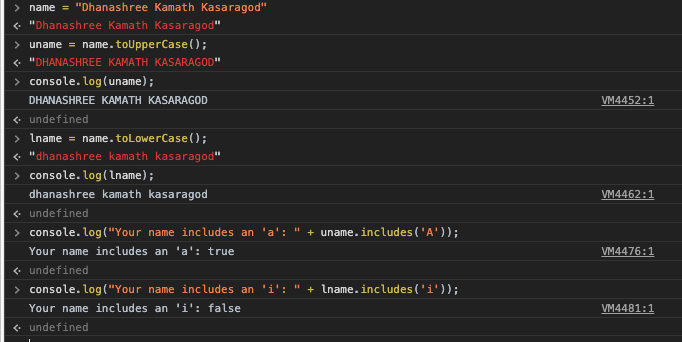 > name = "Dhanashree Kamath Kasaragod"
<· "Dhanashree Kamath Kasaragod"
> uname = name.toUpperCase();
<· "DHANASHREE KAMATH KASARAGOD"
> console.log(uname);
DHANASHREE KAMATH KASARAGOD VM4452:1
<· undefined
> lname = name.toLowerCase();
<· "dhanashree kamath kasaragod"
> console.log(lname);
dhanashree kamath kasaragod VM4462:1
<· undefined
> console.log("Your name includes an 'a': " + uname.includes('A'));
Your name includes an 'a': true VM4476:1
<· undefined
> console.log("Your name includes an 'i': " + lname.includes('i'));
Your name includes an 'i': false VM4481:1
<· undefined